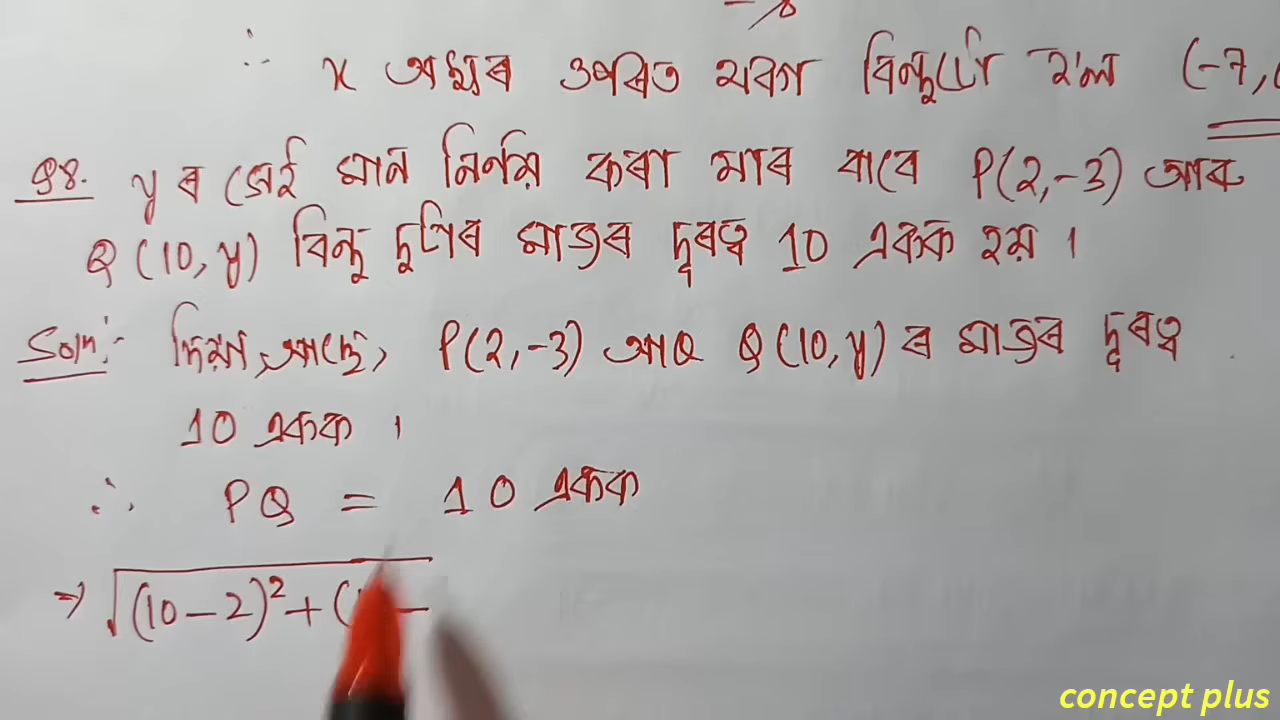 ∴ x অক্ষৰ ওপৰত থকা বিন্দুটো হ'ল (-7,
Q8. y ৰ সেই মান নিৰ্ণয় কৰা যাৰ বাবে P(2,-3) আৰু
Q(10,y) বিন্দু দুটাৰ মাজৰ দূৰত্ব 10 একক হয়।
Soln:- দিয়া আছে, P(2,-3) আৰু Q(10,y) ৰ মাজৰ দূৰত্ব
10 একক ।
∴ PQ = 10 একক
⇒ √(10-2)²+(
concept plus